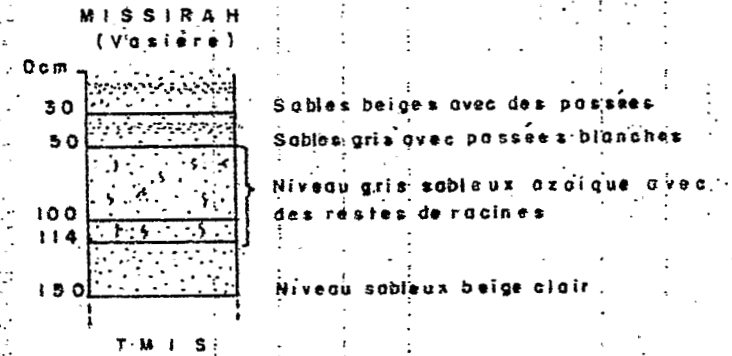 MISSIRAH
(Vasière)
0cm
30
Sables beiges avec des passées
50
Sables gris avec passées blanches
Niveau gris sableux azoïque avec
des restes de racines
100
114
150
Niveau sableux beige clair
T M I S